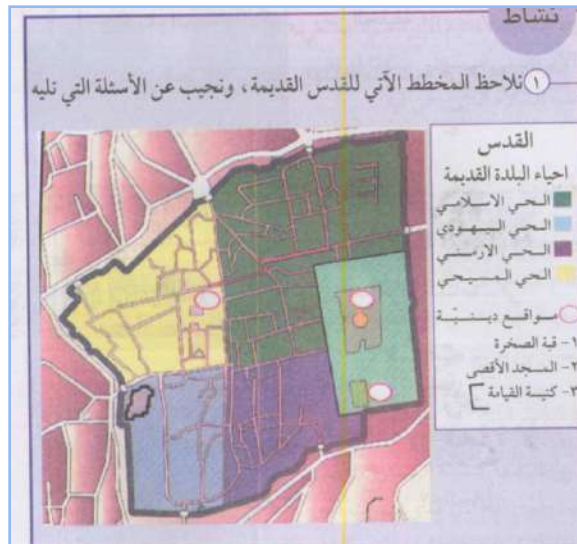 نشاط
١ نلاحظ المخطط الآتي للقدس القديمة، ونجيب عن الأسئلة التي تليه
القدس
احياء البلدة القديمة
الحي الاسلامي
الحي اليهودي
الحي الارمني
الحي المسيحي
مواقع دينيّة
١- قبة الصخرة
٢- المسجد الأقصى
٣- كنيسة القيامة